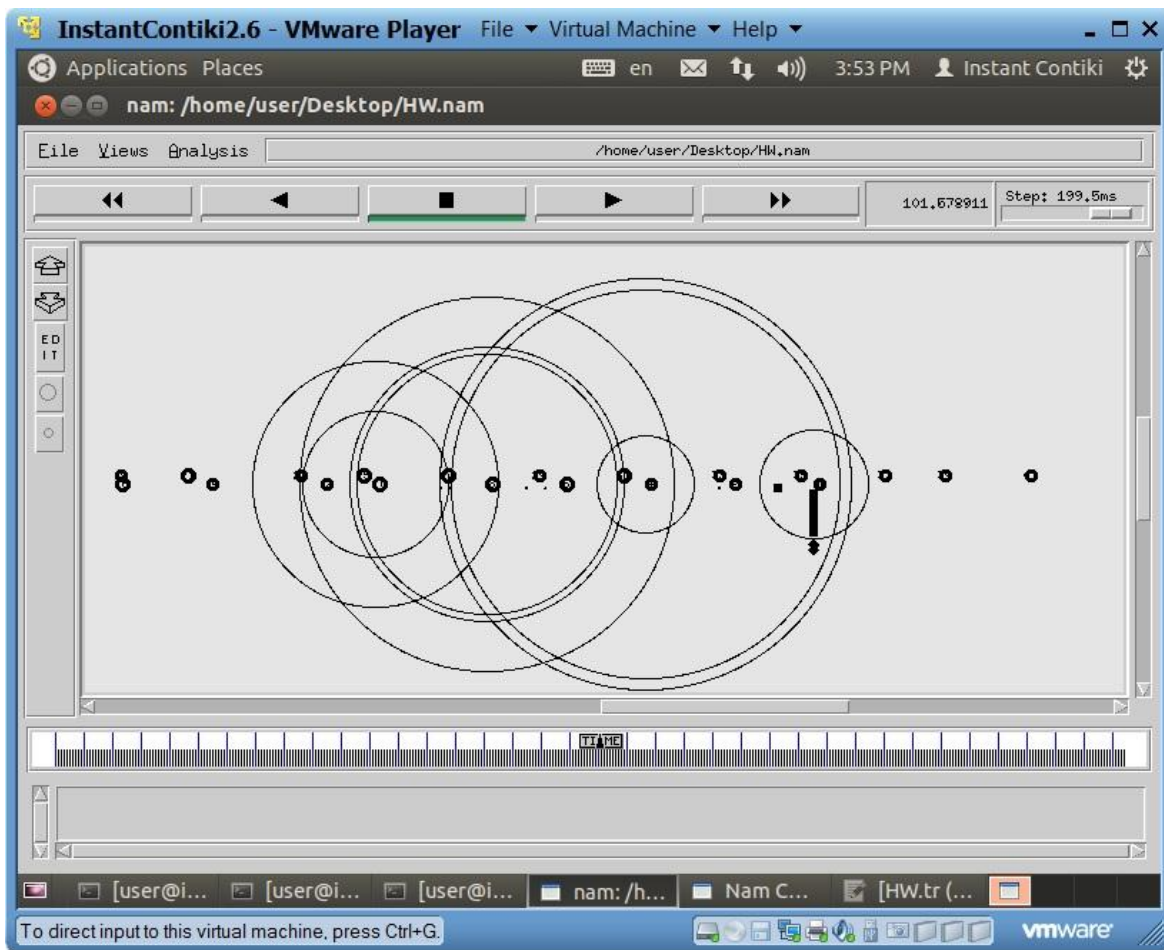 InstantContiki2.6 - VMware Player File Virtual Machine Help
Applications Places en 3:53 PM Instant Contiki
nam: /home/user/Desktop/HW.nam
File Views Analysis /home/user/Desktop/HW.nam
101.578911 Step: 199.5ms
ED
IT
TIME
[user@i... [user@i... [user@i... nam: /h... Nam C... [HW.tr (...
To direct input to this virtual machine, press Ctrl+G. vmware